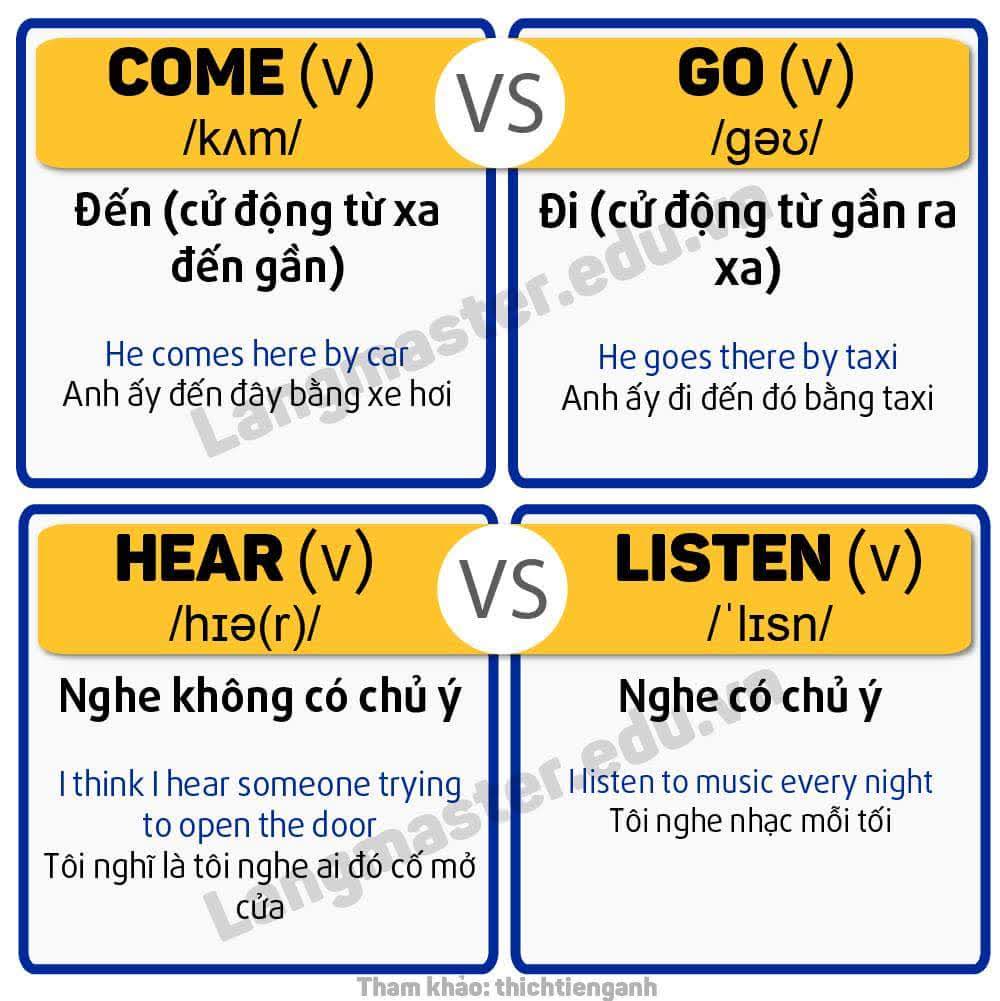 COME (v)
/kʌm/
VS
GO (v)
/gəʊ/
Đến (cử động từ xa
đến gần)
He comes here by car
Anh ấy đến đây bằng xe hơi
Đi (cử động từ gần ra
xa)
He goes there by taxi
Anh ấy đi đến đó bằng taxi
Langmaster.edu.vn
HEAR (v)
/hɪə(r)/
VS
LISTEN (v)
/ˈlɪsn/
Nghe không có chủ ý
I think I hear someone trying
to open the door
Tôi nghĩ là tôi nghe ai đó cố mở
cửa
Nghe có chủ ý
I listen to music every night
Tôi nghe nhạc mỗi tối
Langmaster.edu.vn
Tham khảo: thichtienganh